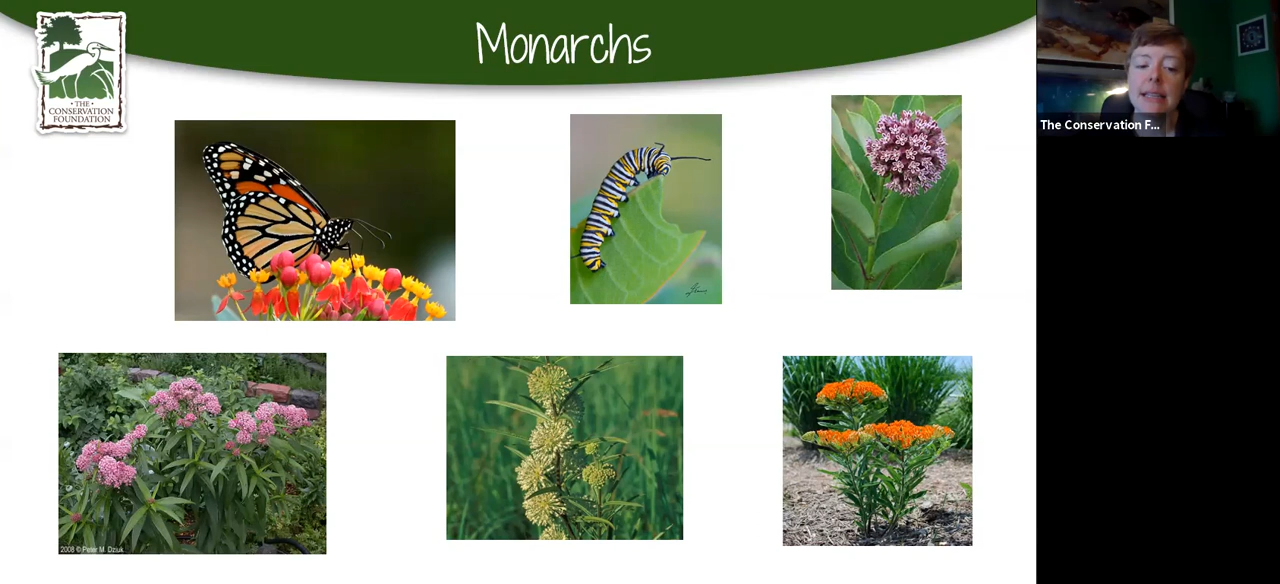 Monarchs
• THE •
CONSERVATION
FOUNDATION
The Conservation F...
2008 © Peter M. Dziuk